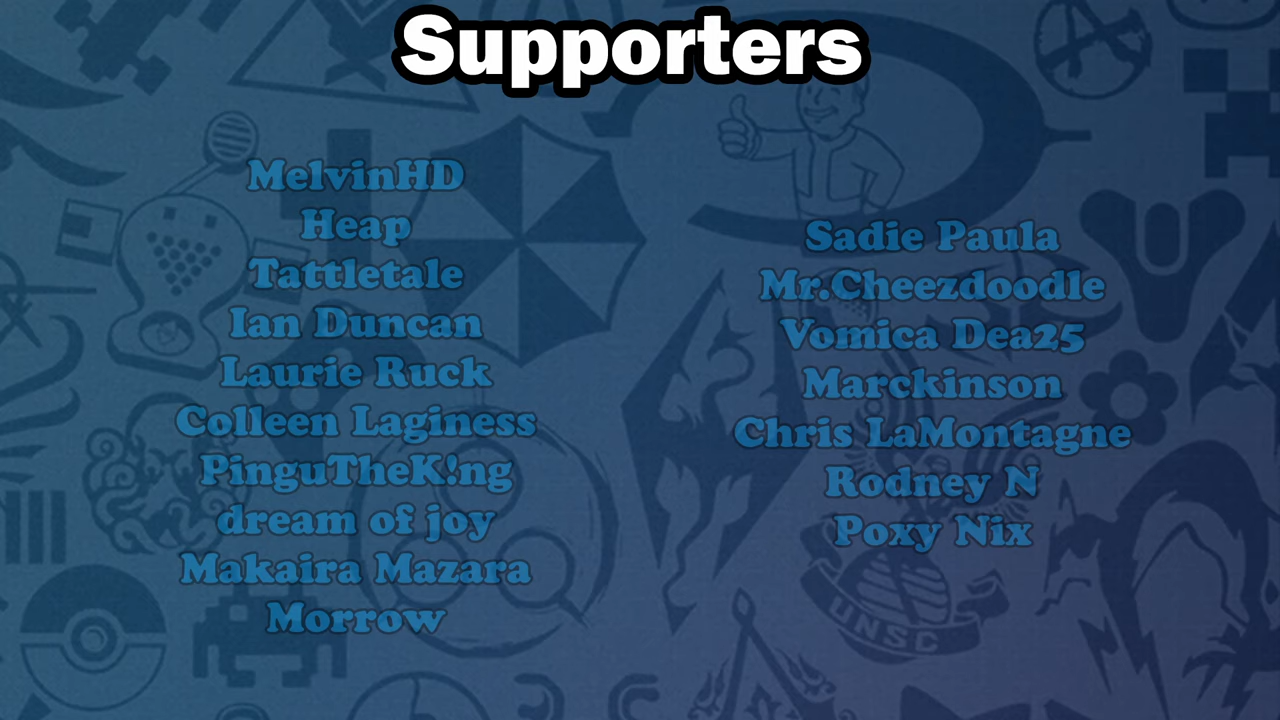 Supporters
MelvinHD
Heap
Tattletale
Ian Duncan
Laurie Ruck
Colleen Laginess
PinguTheK!ng
dream of joy
Makaira Mazara
Morrow
Sadie Paula
Mr.Cheezdoodle
Vomica Dea25
Marckinson
Chris LaMontagne
Rodney N
Poxy Nix
UNSC